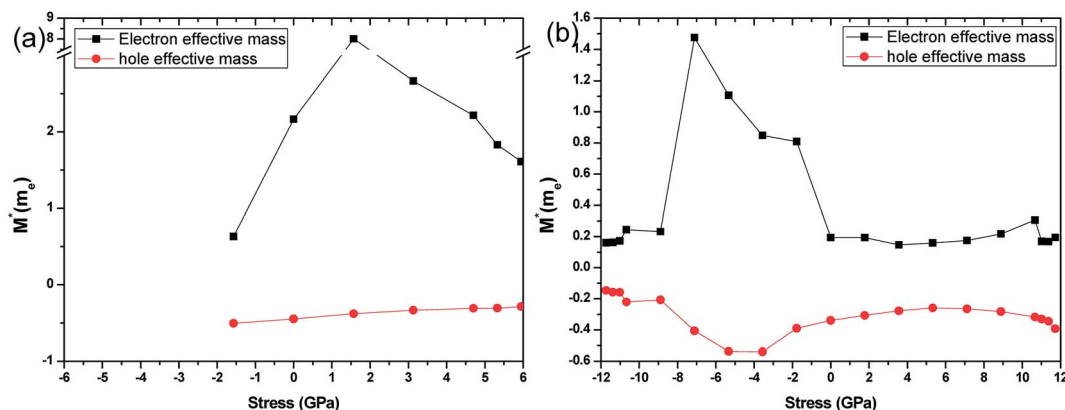 (a)
Electron effective mass
hole effective mass
9
8
2
1
0
-1
M* (m_e)
-6 -5 -4 -3 -2 -1 0 1 2 3 4 5 6
Stress (GPa)
(b)
Electron effective mass
hole effective mass
1.6
1.4
1.2
1.0
0.8
0.6
0.4
0.2
0.0
-0.2
-0.4
-0.6
M* (m_e)
-12 -10 -8 -6 -4 -2 0 2 4 6 8 10 12
Stress (GPa)